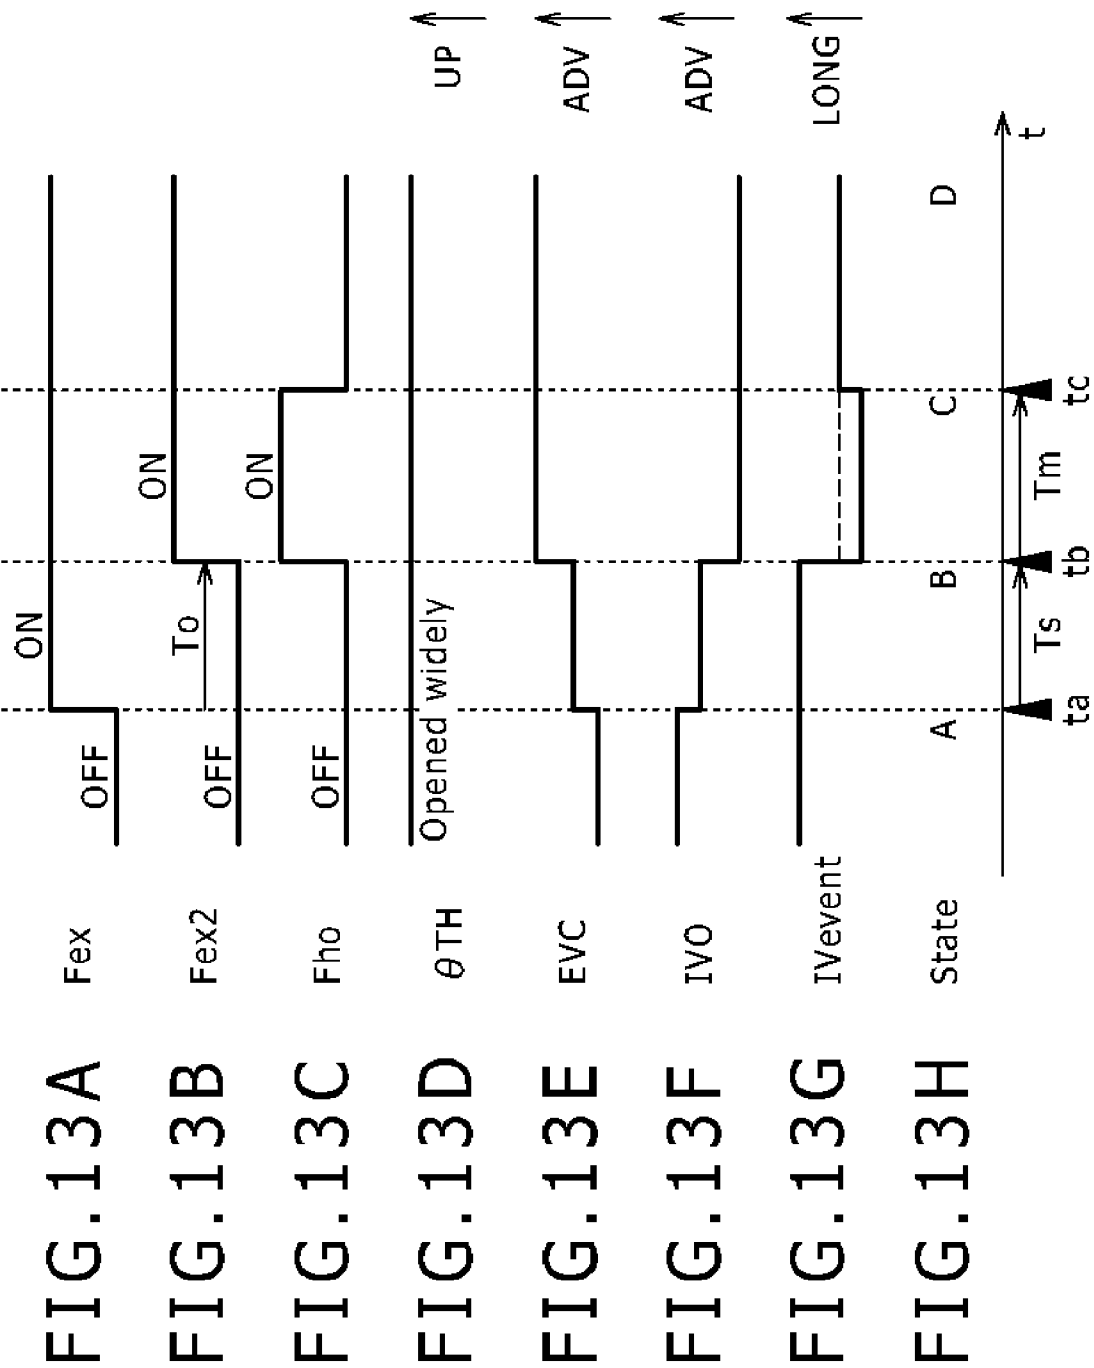 FIG.13A Fex OFF ON
FIG.13B Fex2 OFF To ON
FIG.13C Fho OFF ON
FIG.13D θTH Opened widely UP
FIG.13E EVC ADV
FIG.13F IVO ADV
FIG.13G IVevent LONG
FIG.13H State A B C D
Ts Tm t
ta tb tc